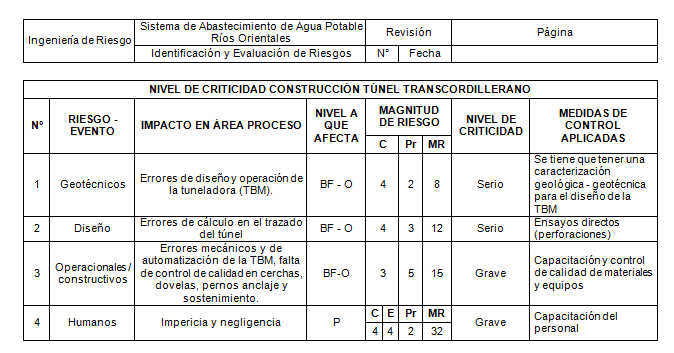 Ingeniería de Riesgo
Sistema de Abastecimiento de Agua Potable
Ríos Orientales
Revisión
Página
Identificación y Evaluación de Riesgos
N°
Fecha
NIVEL DE CRITICIDAD CONSTRUCCIÓN TÚNEL TRANSCORDILLERANO
N°
RIESGO -
EVENTO
IMPACTO EN ÁREA PROCESO
NIVEL A
QUE
AFECTA
MAGNITUD
DE RIESGO
C Pr MR
NIVEL DE
CRITICIDAD
MEDIDAS DE
CONTROL
APLICADAS
1
Geotécnicos
Errores de diseño y operación de
la tuneladora (TBM).
BF - O
4 2 8
Serio
Se tiene que tener una
caracterización
geológica - geotécnica
para el diseño de la
TBM
2
Diseño
Errores de cálculo en el trazado
del túnel
BF - O
4 3 12
Serio
Ensayos directos
(perforaciones)
3
Operacionales/
constructivos
Errores mecánicos y de
automatización de la TBM, falta
de control de calidad en cerchas,
dovelas, pernos anclaje y
sostenimiento.
BF-O
3 5 15
Grave
Capacitación y control
de calidad de materiales
y equipos
4
Humanos
Impericia y negligencia
P
C E Pr MR
4 4 2 32
Grave
Capacitación del
personal